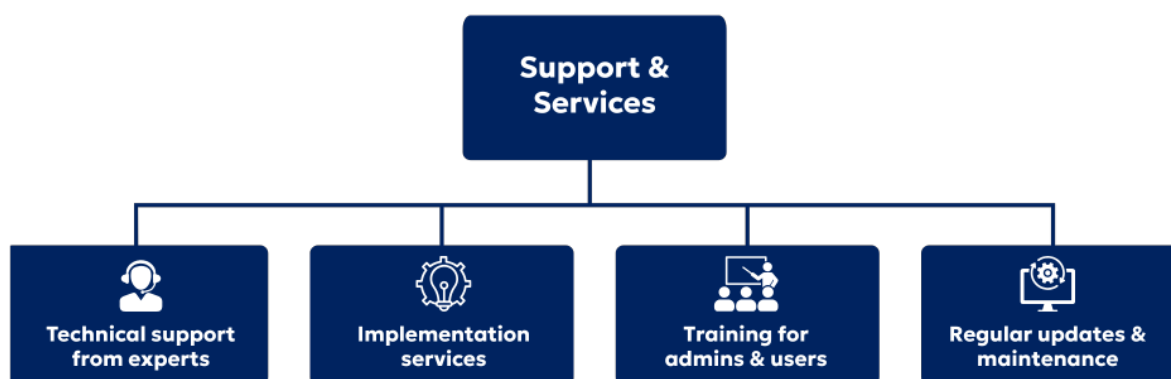 Support &
Services
Technical support
from experts
Implementation
services
Training for
admins & users
Regular updates &
maintenance